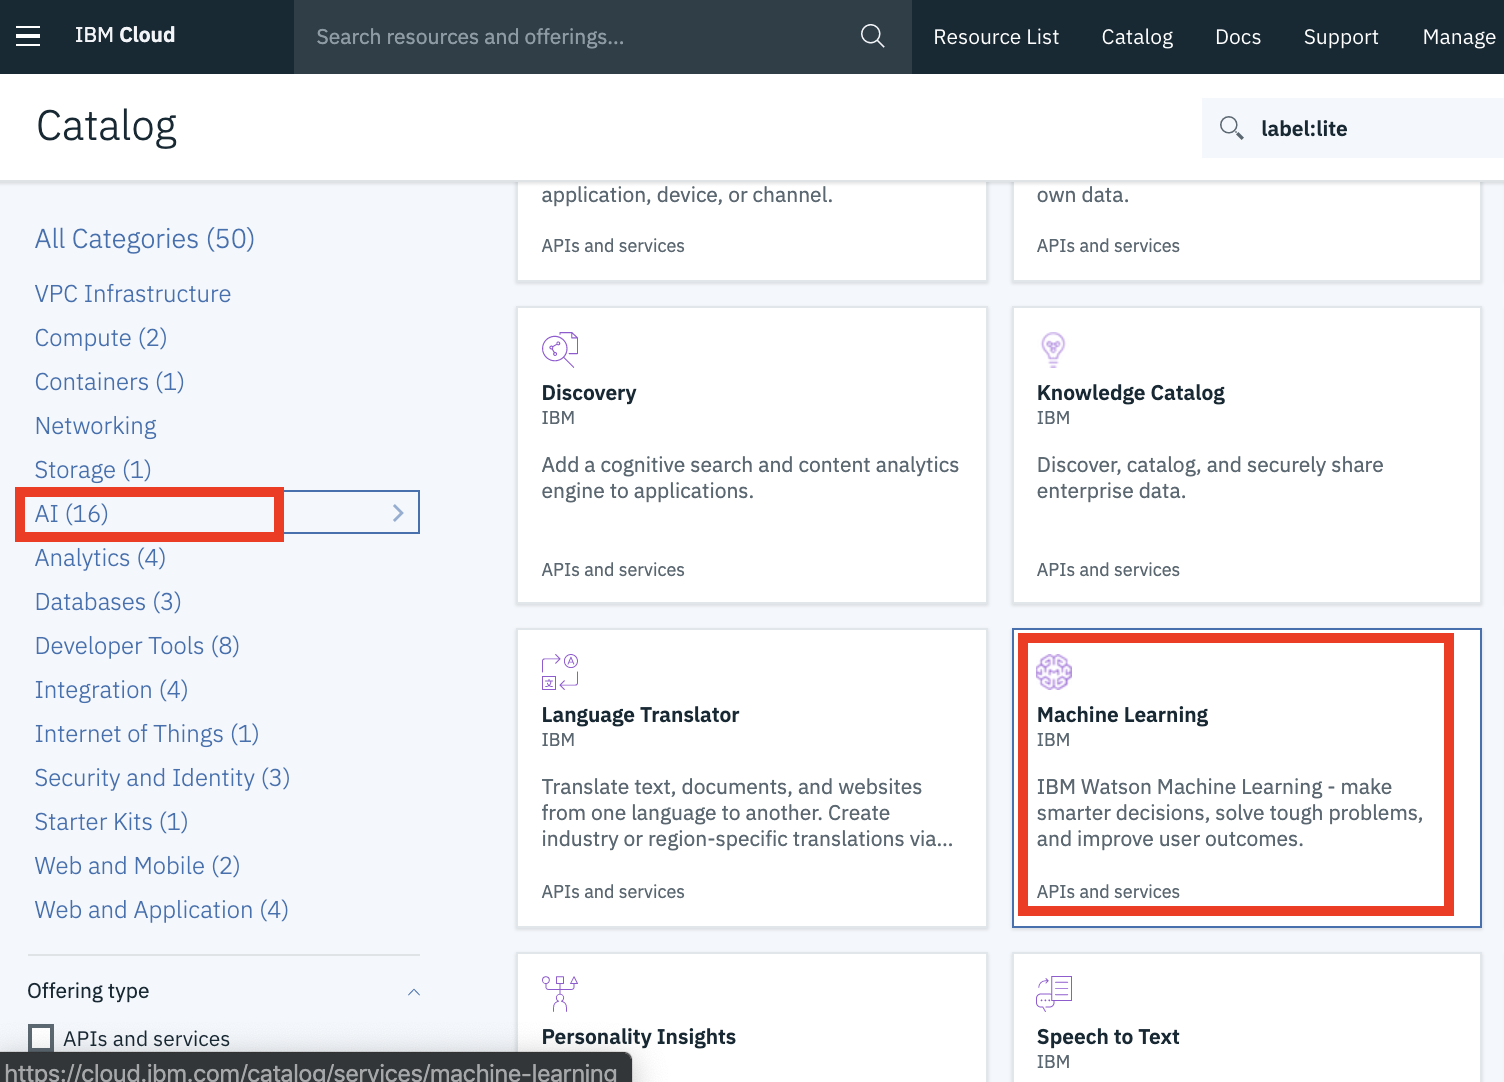 IBM Cloud
Search resources and offerings...
Resource List
Catalog
Docs
Support
Manage
Catalog
label:lite
All Categories (50)
VPC Infrastructure
Compute (2)
Containers (1)
Networking
Storage (1)
AI (16)
Analytics (4)
Databases (3)
Developer Tools (8)
Integration (4)
Internet of Things (1)
Security and Identity (3)
Starter Kits (1)
Web and Mobile (2)
Web and Application (4)
Offering type
APIs and services
application, device, or channel.
APIs and services
own data.
APIs and services
Discovery
IBM
Add a cognitive search and content analytics
engine to applications.
APIs and services
Knowledge Catalog
IBM
Discover, catalog, and securely share
enterprise data.
APIs and services
Language Translator
IBM
Translate text, documents, and websites
from one language to another. Create
industry or region-specific translations via...
APIs and services
Machine Learning
IBM
IBM Watson Machine Learning - make
smarter decisions, solve tough problems,
and improve user outcomes.
APIs and services
Personality Insights
Speech to Text
IBM
https://cloud.ibm.com/catalog/services/machine-learning